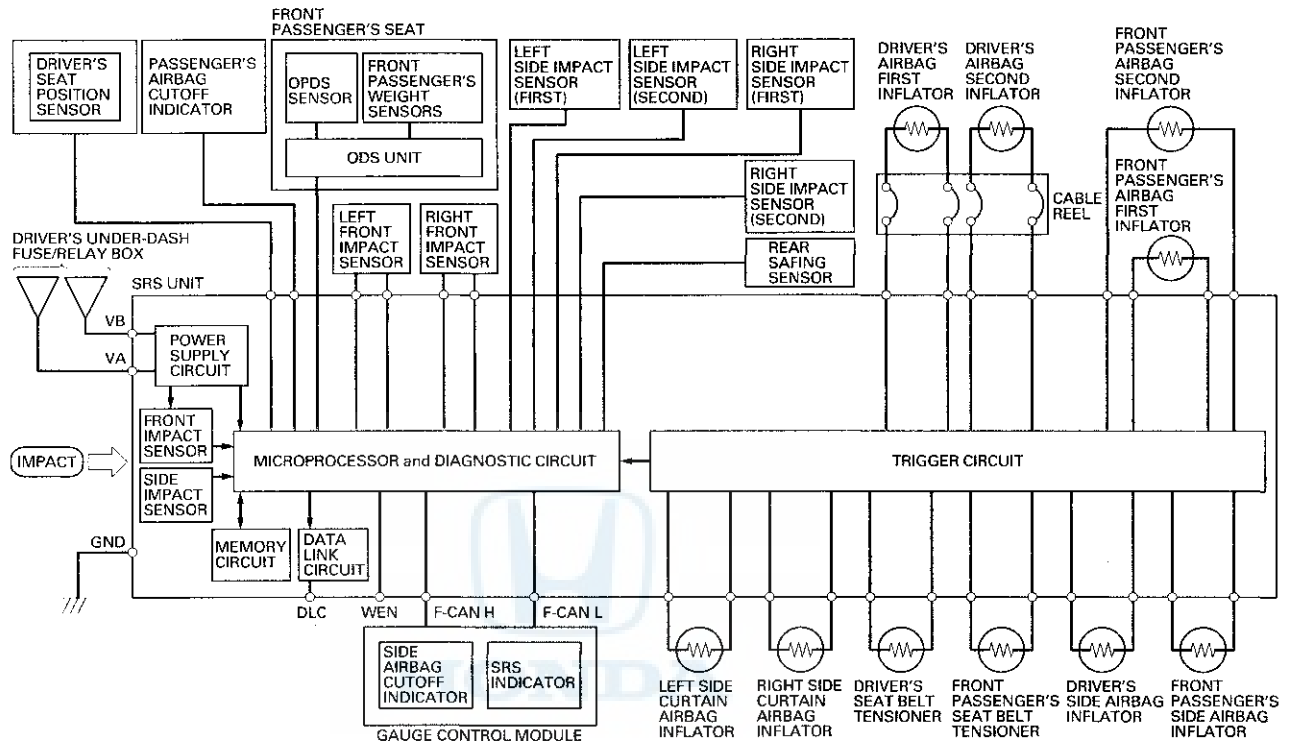 FRONT
PASSENGER'S SEAT
DRIVER'S
SEAT
POSITION
SENSOR
PASSENGER'S
AIRBAG
CUTOFF
INDICATOR
OPDS
SENSOR
FRONT
PASSENGER'S
WEIGHT
SENSORS
ODS UNIT
LEFT
SIDE IMPACT
SENSOR
(FIRST)
LEFT
SIDE IMPACT
SENSOR
(SECOND)
RIGHT
SIDE IMPACT
SENSOR
(FIRST)
DRIVER'S
AIRBAG
FIRST
INFLATOR
DRIVER'S
AIRBAG
SECOND
INFLATOR
FRONT
PASSENGER'S
AIRBAG
SECOND
INFLATOR
RIGHT
SIDE IMPACT
SENSOR
(SECOND)
REAR
SAFING
SENSOR
CABLE
REEL
FRONT
PASSENGER'S
AIRBAG
FIRST
INFLATOR
LEFT
FRONT
IMPACT
SENSOR
RIGHT
FRONT
IMPACT
SENSOR
DRIVER'S UNDER-DASH
FUSE/RELAY BOX
SRS UNIT
VB
VA
POWER
SUPPLY
CIRCUIT
FRONT
IMPACT
SENSOR
IMPACT
SIDE
IMPACT
SENSOR
MICROPROCESSOR and DIAGNOSTIC CIRCUIT
TRIGGER CIRCUIT
GND
MEMORY
CIRCUIT
DATA
LINK
CIRCUIT
DLC
WEN
F-CAN H
F-CAN L
SIDE
AIRBAG
CUTOFF
INDICATOR
SRS
INDICATOR
GAUGE CONTROL MODULE
HONDA
LEFT SIDE
CURTAIN
AIRBAG
INFLATOR
RIGHT SIDE
CURTAIN
AIRBAG
INFLATOR
DRIVER'S
SEAT BELT
TENSIONER
FRONT
PASSENGER'S
SEAT BELT
TENSIONER
DRIVER'S
SIDE AIRBAG
INFLATOR
FRONT
PASSENGER'S
SIDE AIRBAG
INFLATOR